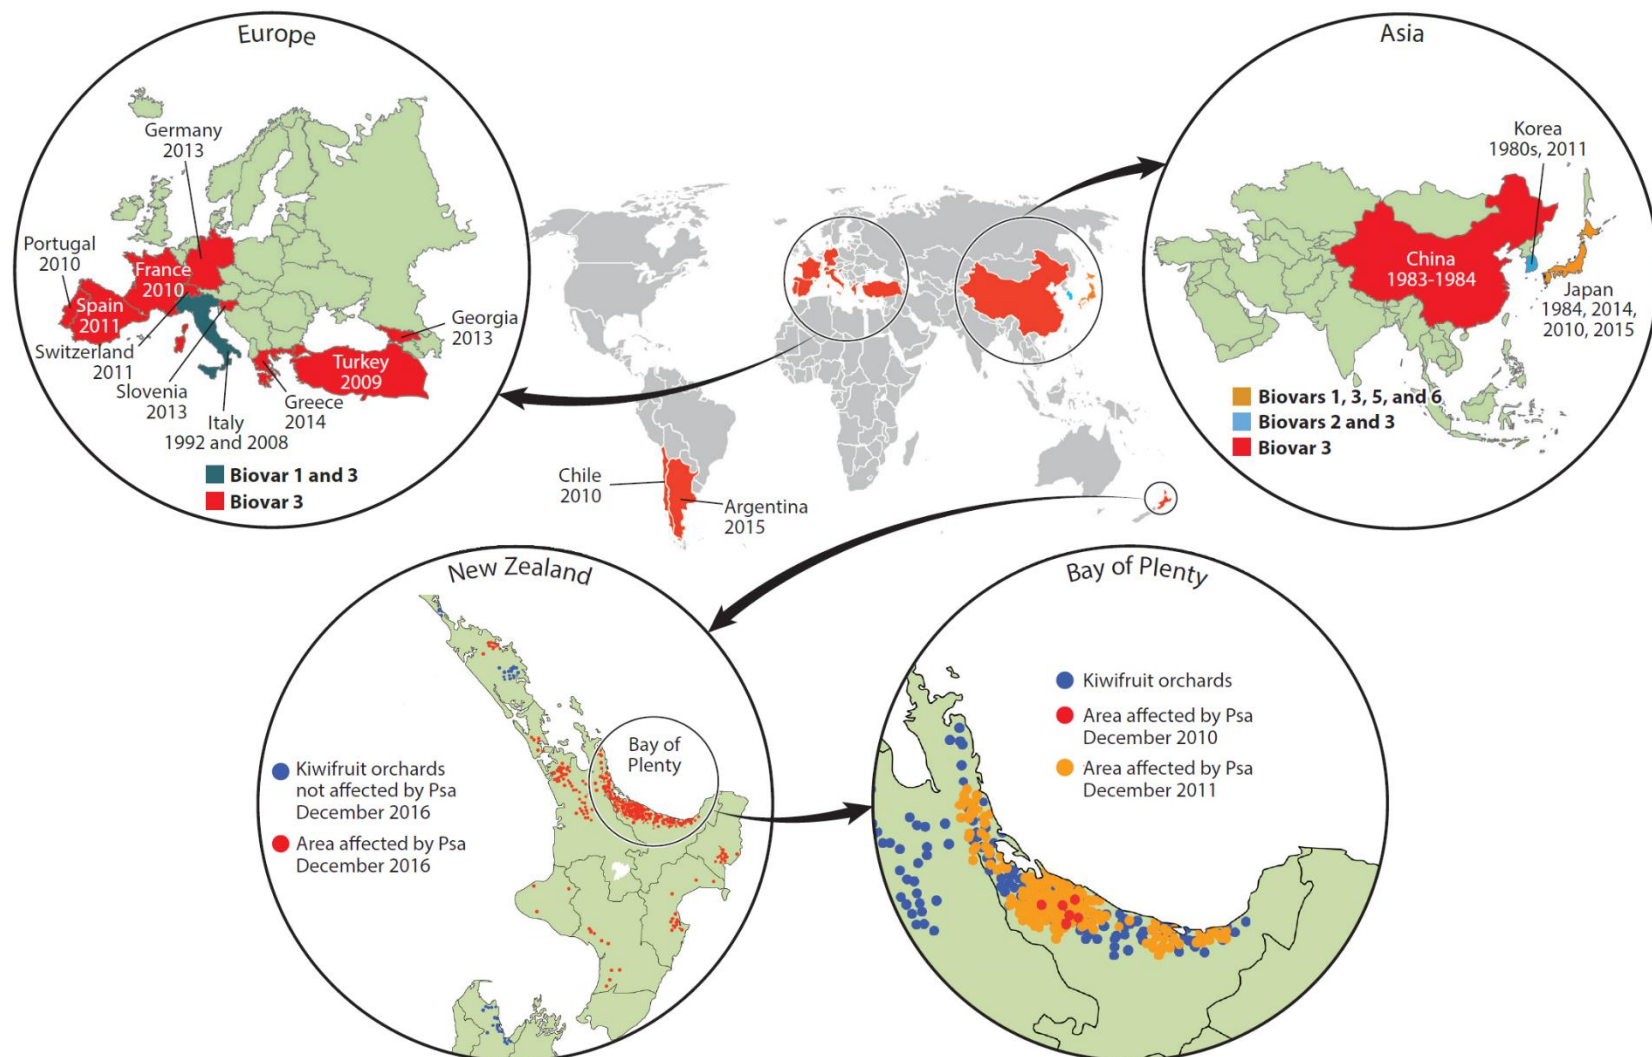 Europe
Germany
2013
Portugal
2010
France
2010
Spain
2011
Switzerland
2011
Slovenia
2013
Italy
1992 and 2008
Greece
2014
Turkey
2009
Georgia
2013
Biovar 1 and 3
Biovar 3
Chile
2010
Argentina
2015
Asia
Korea
1980s, 2011
China
1983-1984
Japan
1984, 2014,
2010, 2015
Biovars 1, 3, 5, and 6
Biovars 2 and 3
Biovar 3
New Zealand
Bay of
Plenty
Kiwifruit orchards
not affected by Psa
December 2016
Area affected by Psa
December 2016
Bay of Plenty
Kiwifruit orchards
Area affected by Psa
December 2010
Area affected by Psa
December 2011